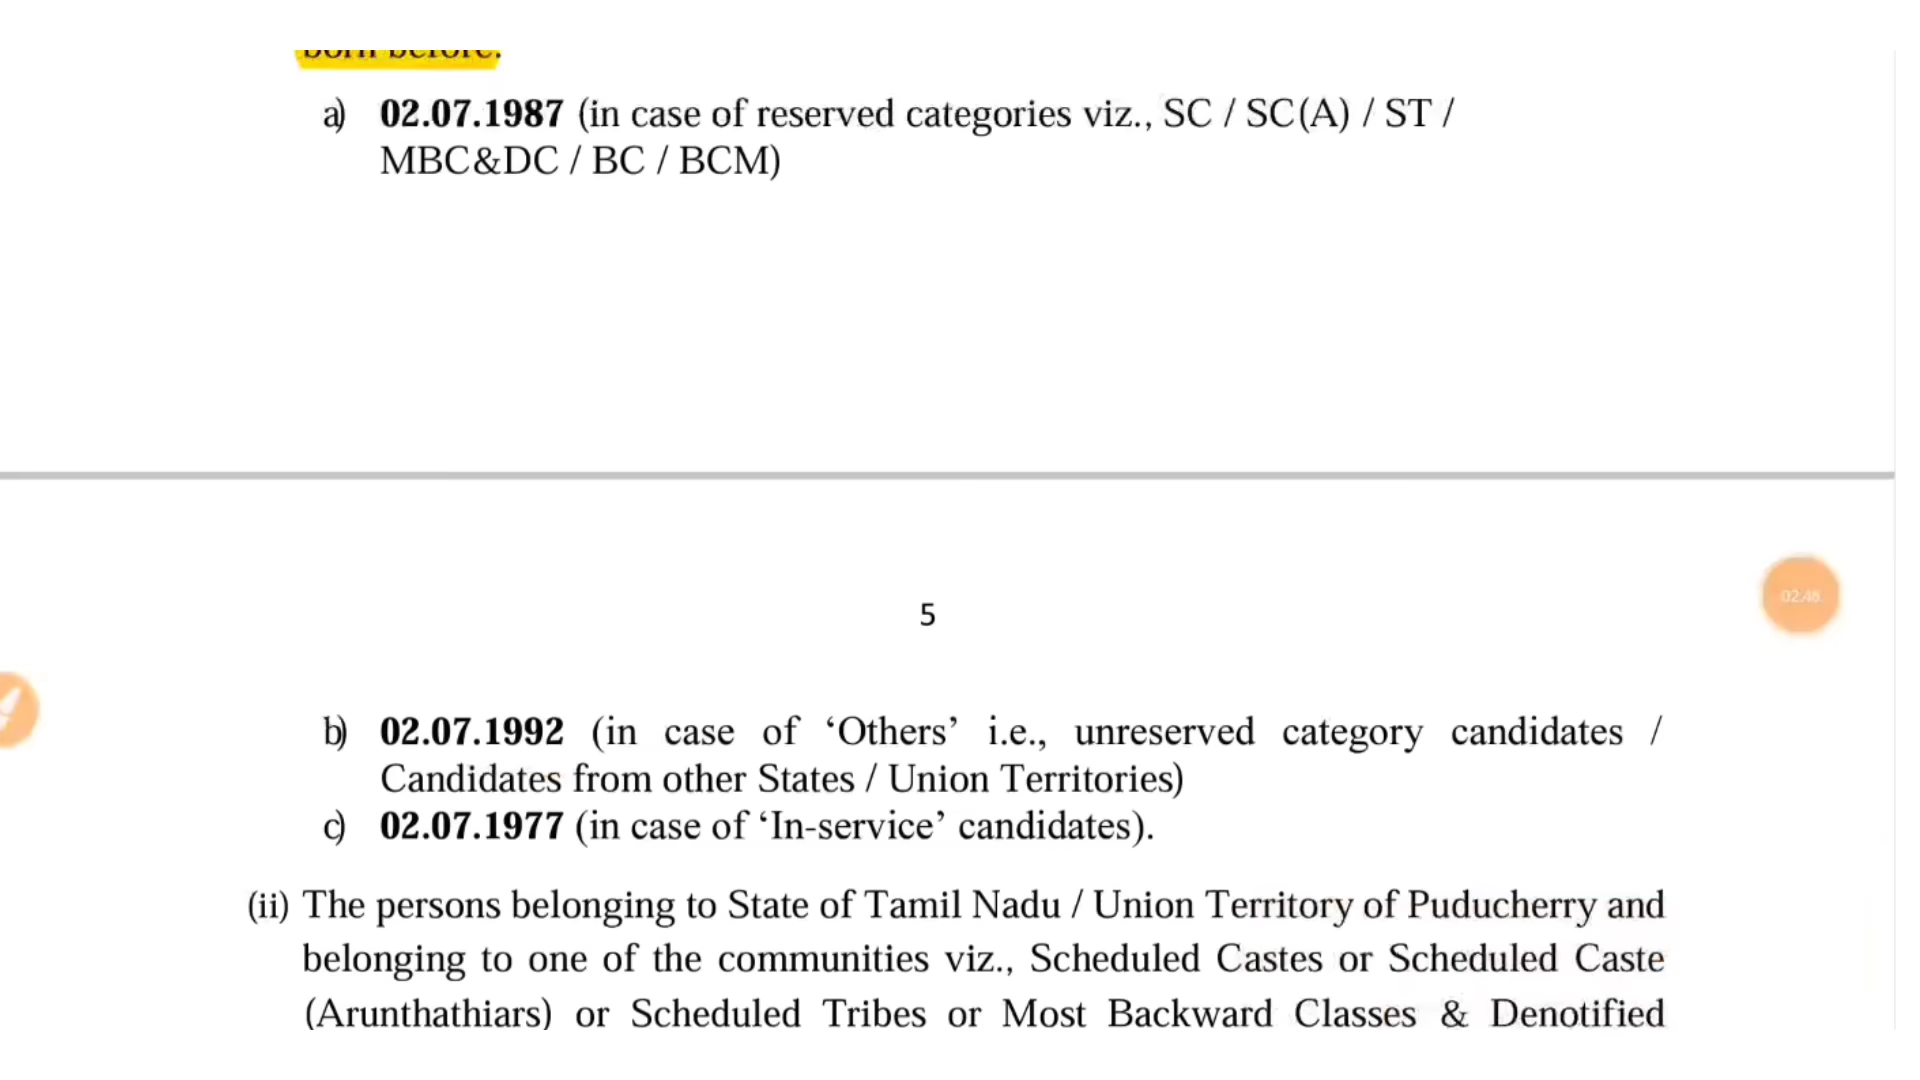 born before:
a) 02.07.1987 (in case of reserved categories viz., SC / SC(A) / ST /
MBC&DC / BC / BCM)
5
02:48
b) 02.07.1992 (in case of ‘Others’ i.e., unreserved category candidates /
Candidates from other States / Union Territories)
c) 02.07.1977 (in case of ‘In-service’ candidates).
(ii) The persons belonging to State of Tamil Nadu / Union Territory of Puducherry and
belonging to one of the communities viz., Scheduled Castes or Scheduled Caste
(Arunthathiars) or Scheduled Tribes or Most Backward Classes & Denotified